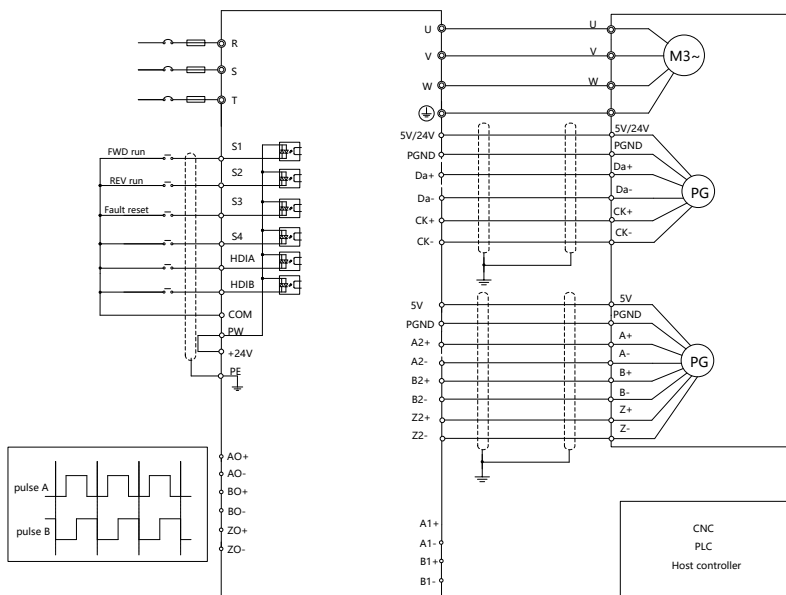 R
S
T
FWD run
REV run
Fault reset
S1
S2
S3
S4
HDIA
HDIB
COM
PW
+24V
PE
U
V
W
5V/24V
PGND
Da+
Da-
CK+
CK-
5V
PGND
A2+
A2-
B2+
B2-
Z2+
Z2-
U
V
W
M3~
5V/24V
PGND
Da+
Da-
CK+
CK-
PG
5V
PGND
A+
A-
B+
B-
Z+
Z-
PG
pulse A
pulse B
AO+
AO-
BO+
BO-
ZO+
ZO-
A1+
A1-
B1+
B1-
CNC
PLC
Host controller